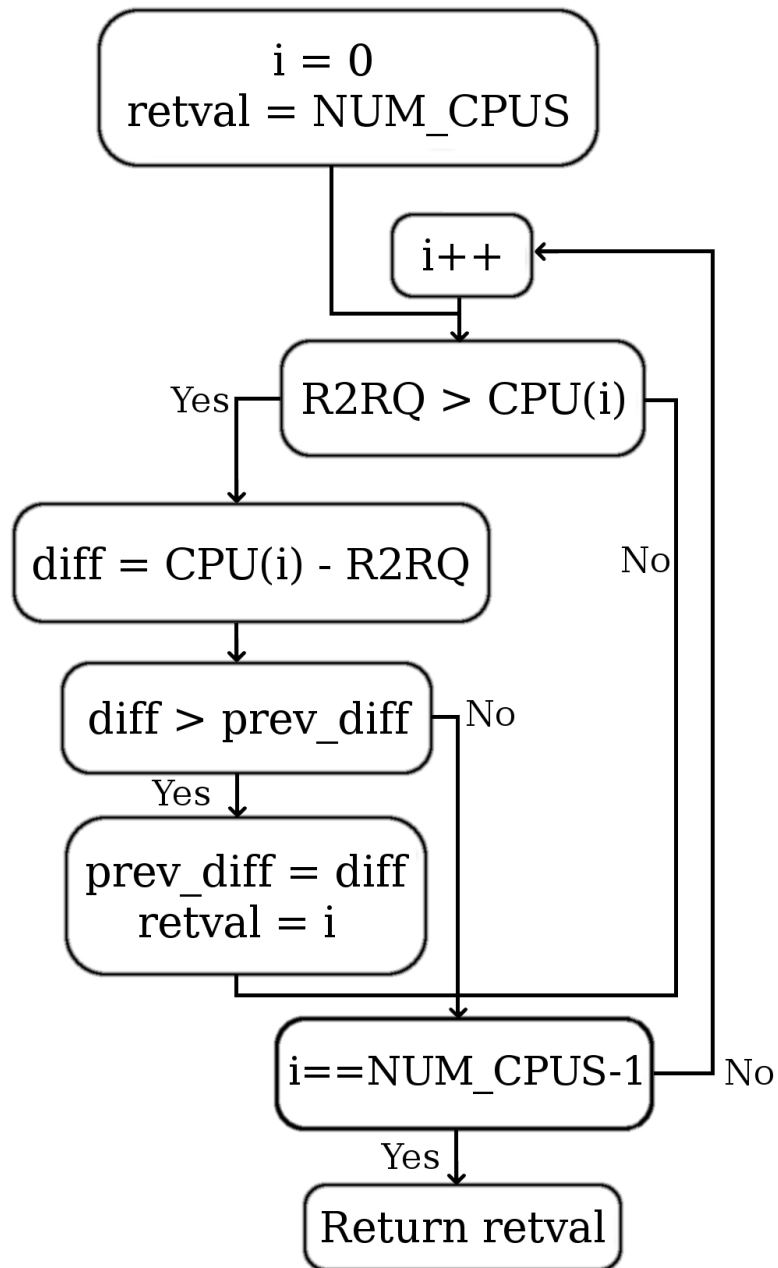 i = 0
retval = NUM_CPUS
i++
R2RQ > CPU(i)
Yes
No
diff = CPU(i) - R2RQ
diff > prev_diff
No
Yes
prev_diff = diff
retval = i
i==NUM_CPUS-1
No
Yes
Return retval